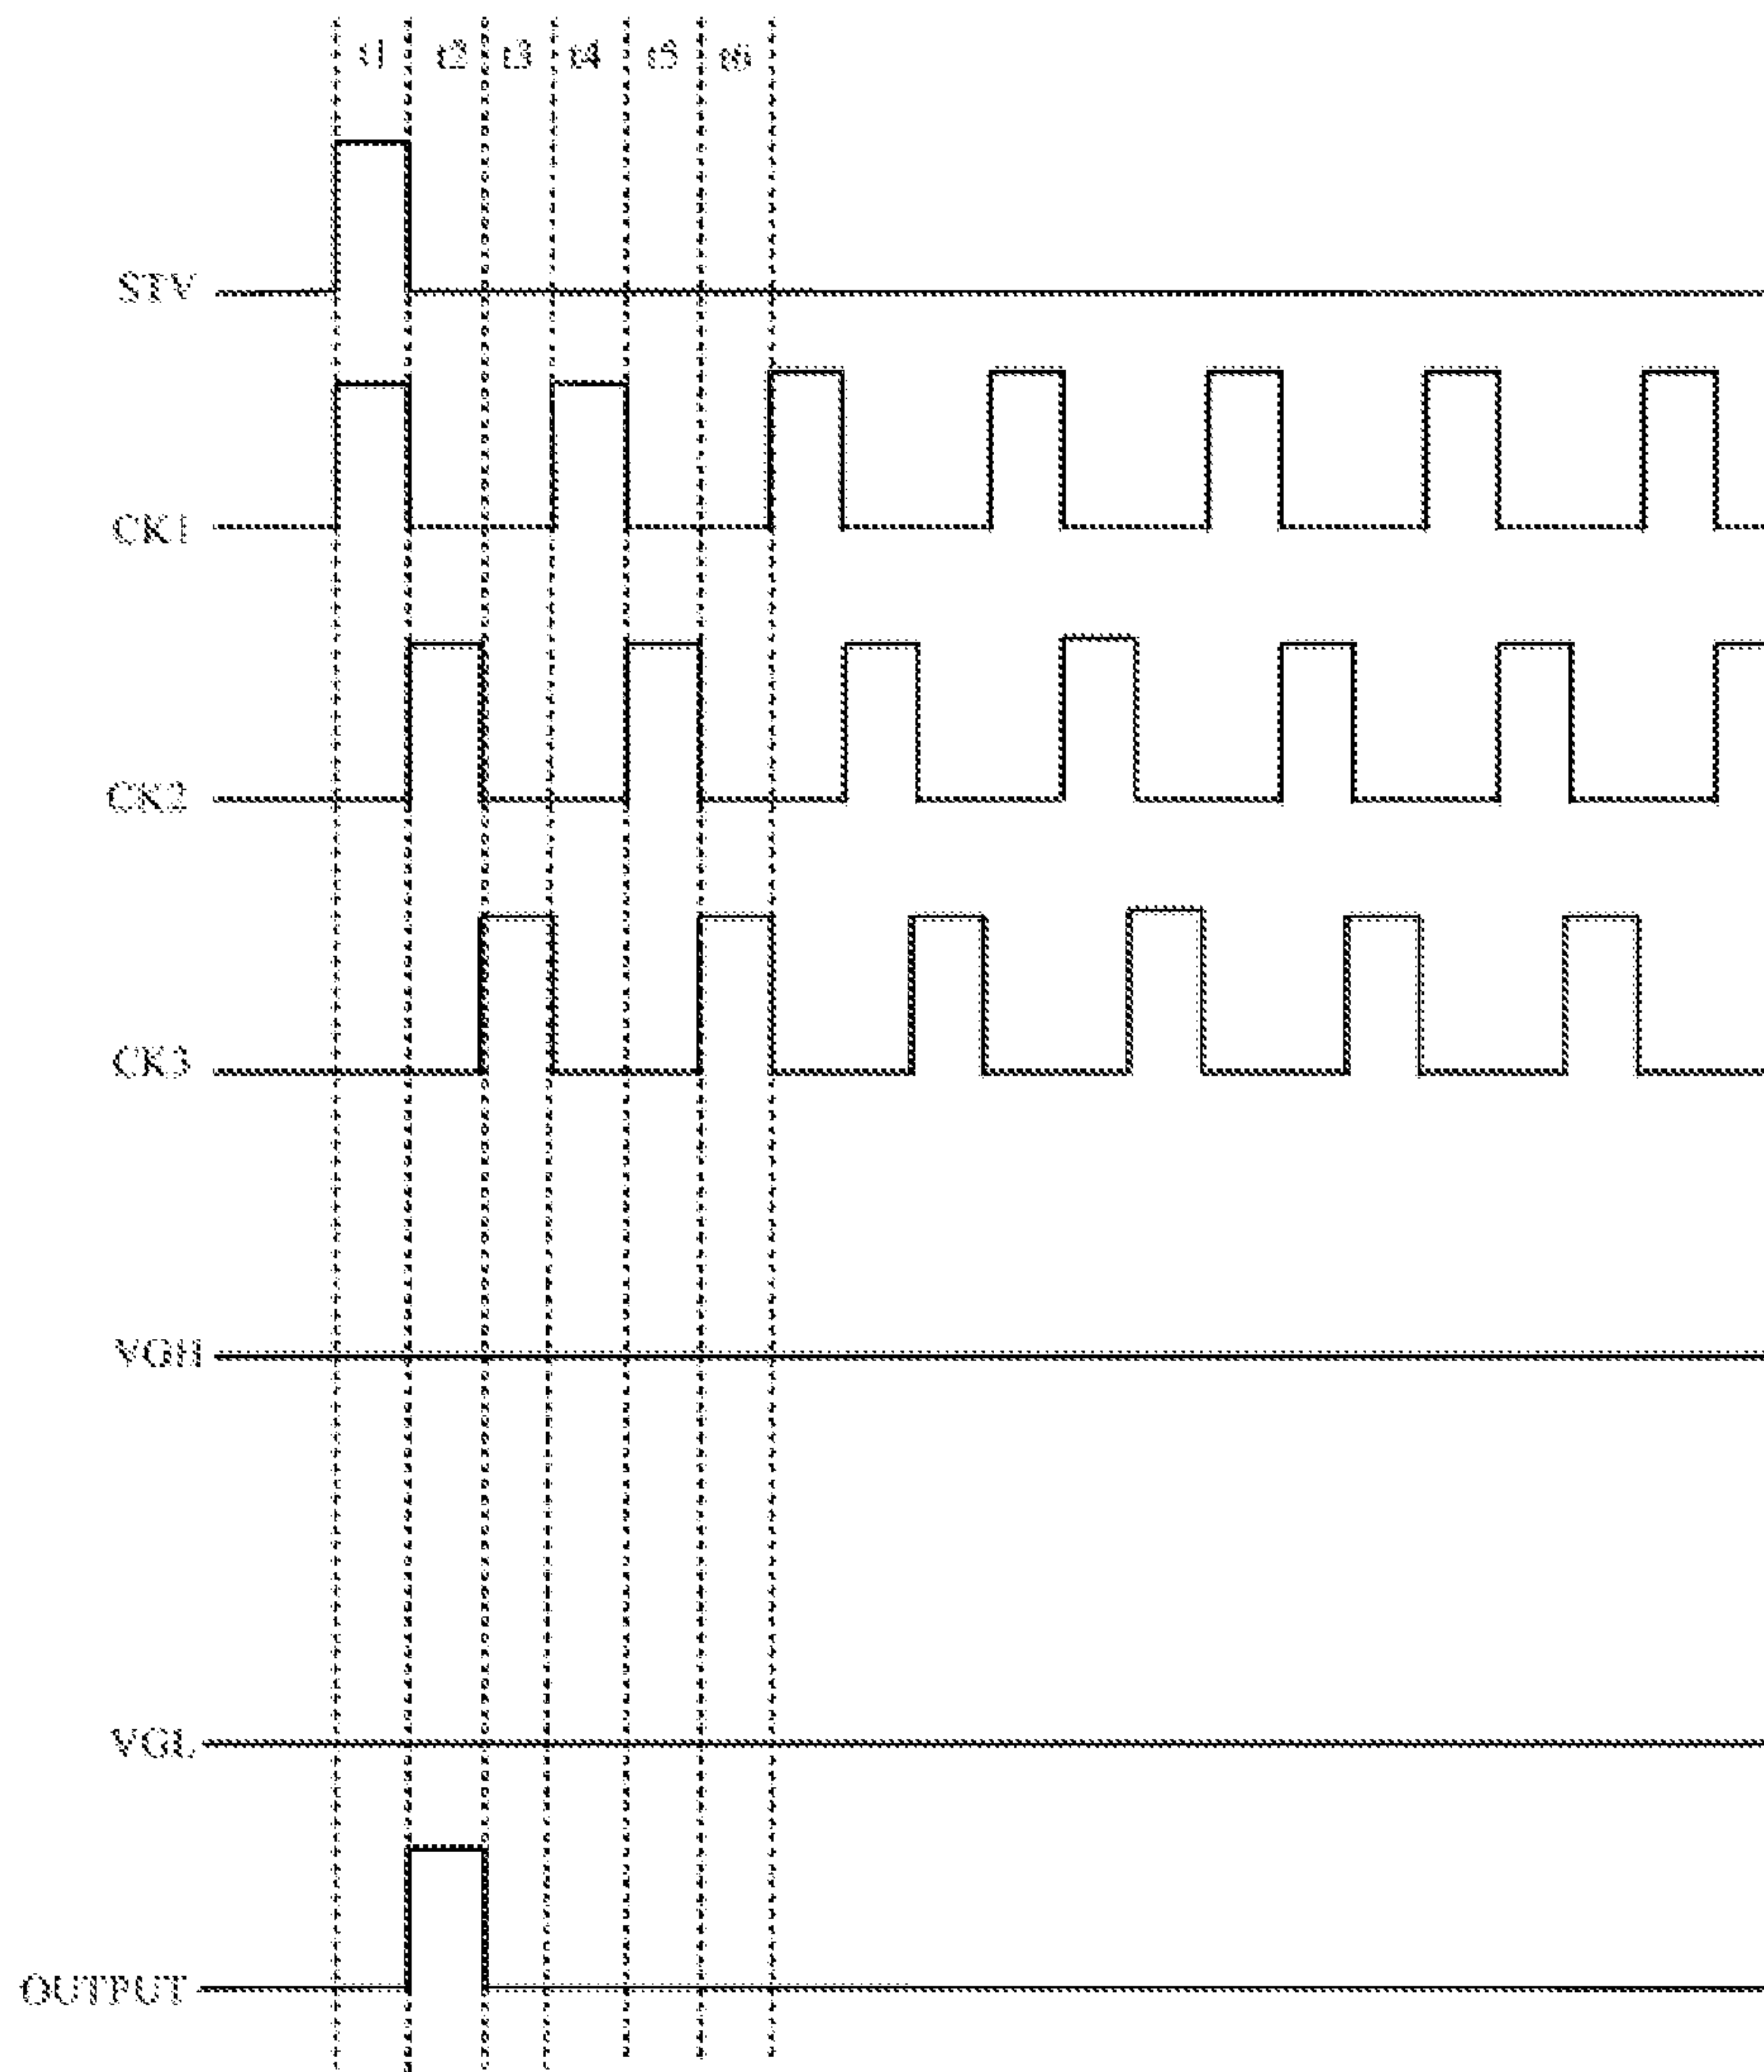 t1 t2 t3 t4 t5 t6
STV
CK1
CK2
CK3
VGH
VGL
OUTPUT